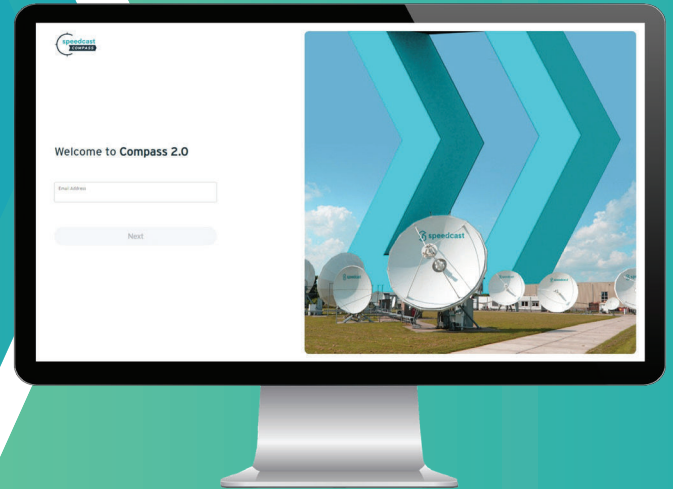 speedcast
COMPASS
Welcome to Compass 2.0
Email Address
Next
speedcast